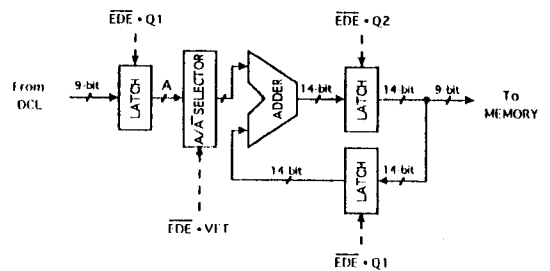 EDE • Q1
EDE • Q2
From
DCL
9-bit
LATCH
A
A/A SELECTOR
ADDER
14-bit
LATCH
14-bit
9-bit
To
MEMORY
14-bit
LATCH
14-bit
EDE •
EDE • Q1